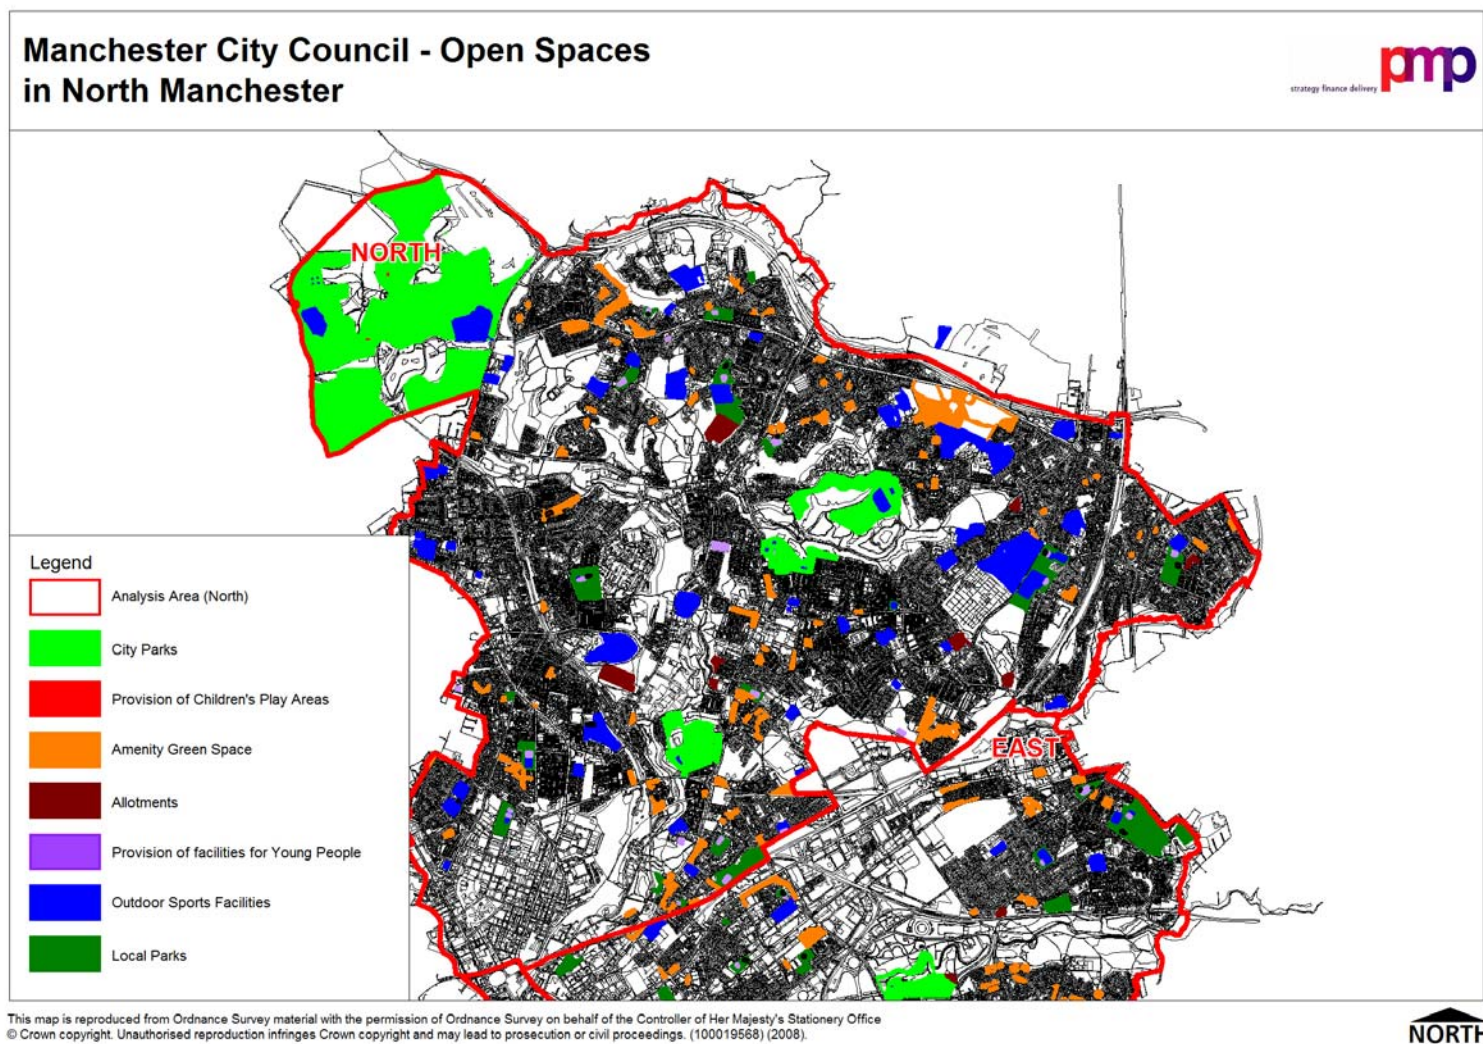 Manchester City Council - Open Spaces
in North Manchester
strategy finance delivery
pmp
NORTH
EAST
Legend
Analysis Area (North)
City Parks
Provision of Children's Play Areas
Amenity Green Space
Allotments
Provision of facilities for Young People
Outdoor Sports Facilities
Local Parks
This map is reproduced from Ordnance Survey material with the permission of Ordnance Survey on behalf of the Controller of Her Majesty's Stationery Office
© Crown copyright. Unauthorised reproduction infringes Crown copyright and may lead to prosecution or civil proceedings. (100019568) (2008).
NORTH